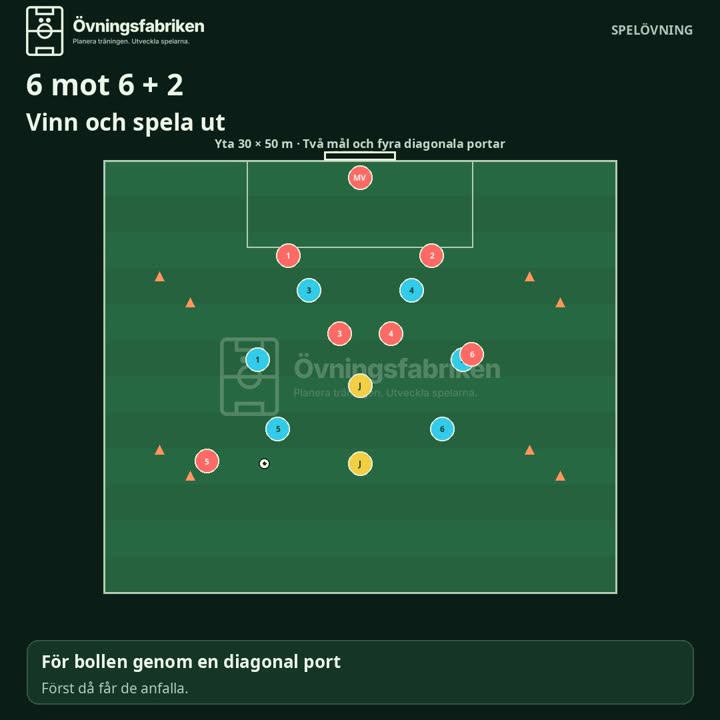 Övningsfabriken
Planera träningen. Utveckla spelarna.
SPELÖVNING
6 mot 6 + 2
Vinn och spela ut
Yta 30 × 50 m · Två mål och fyra diagonala portar
MV
1
2
3
4
3
4
1
6
Övningsfabriken
Planera träningen. Utveckla spelarna.
J
5
6
5
J
För bollen genom en diagonal port
Först då får de anfalla.